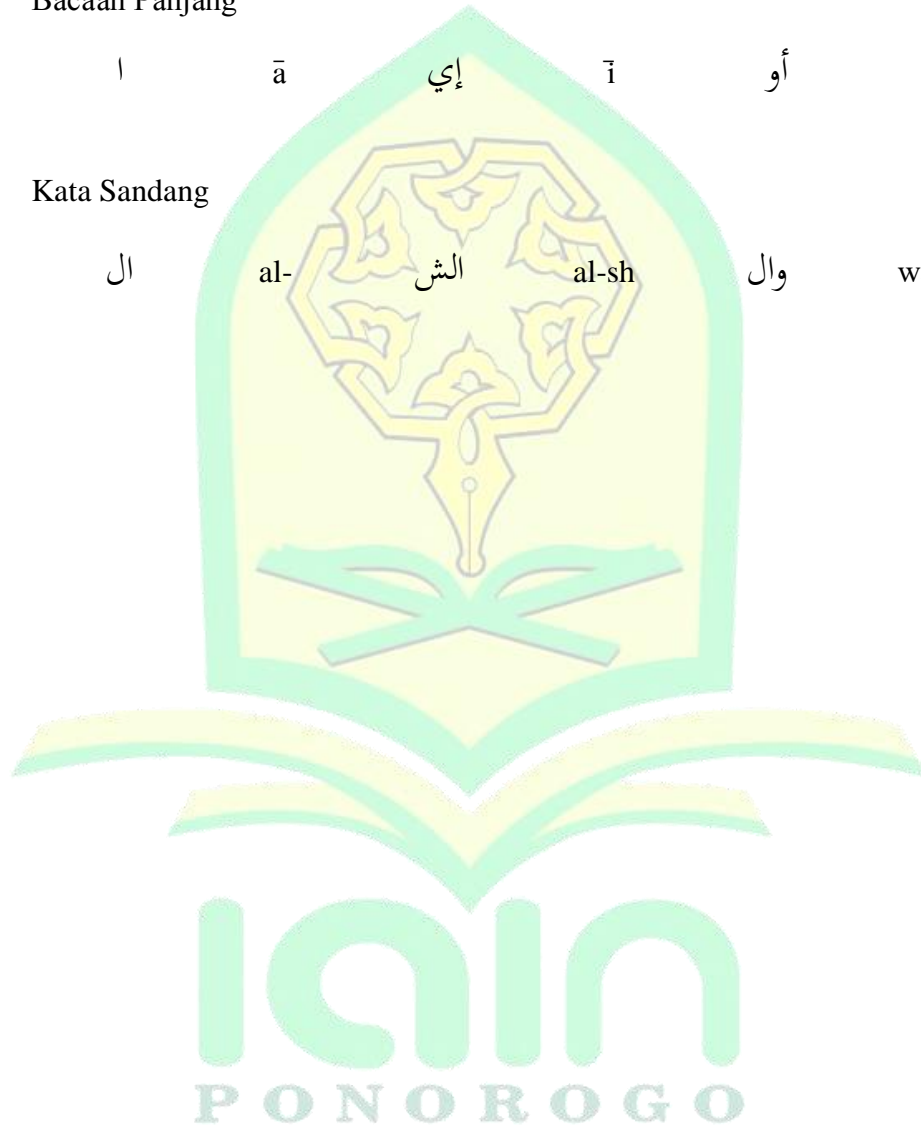 Bacaan Panjang
ا ā إي ī أو
Kata Sandang
ال al- الش al-sh وال w
iain
PONOROGO